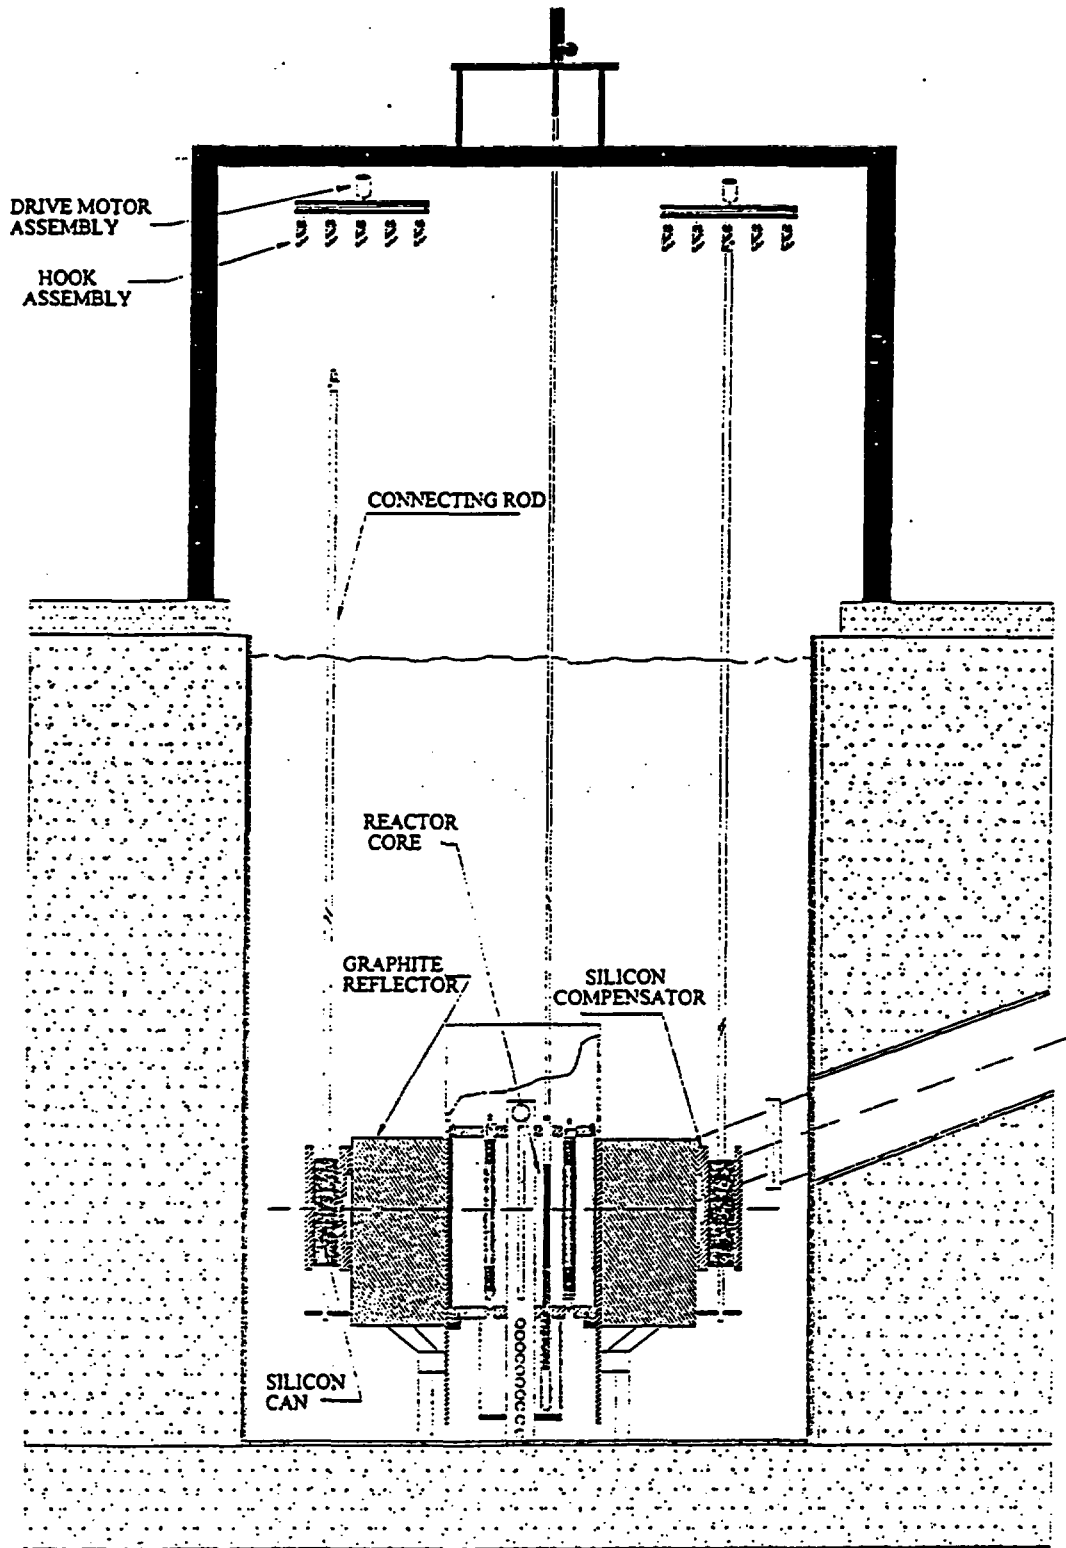 DRIVE MOTOR
ASSEMBLY
HOOK
ASSEMBLY
CONNECTING ROD
REACTOR
CORE
GRAPHITE
REFLECTOR
SILICON
COMPENSATOR
SILICON
CAN